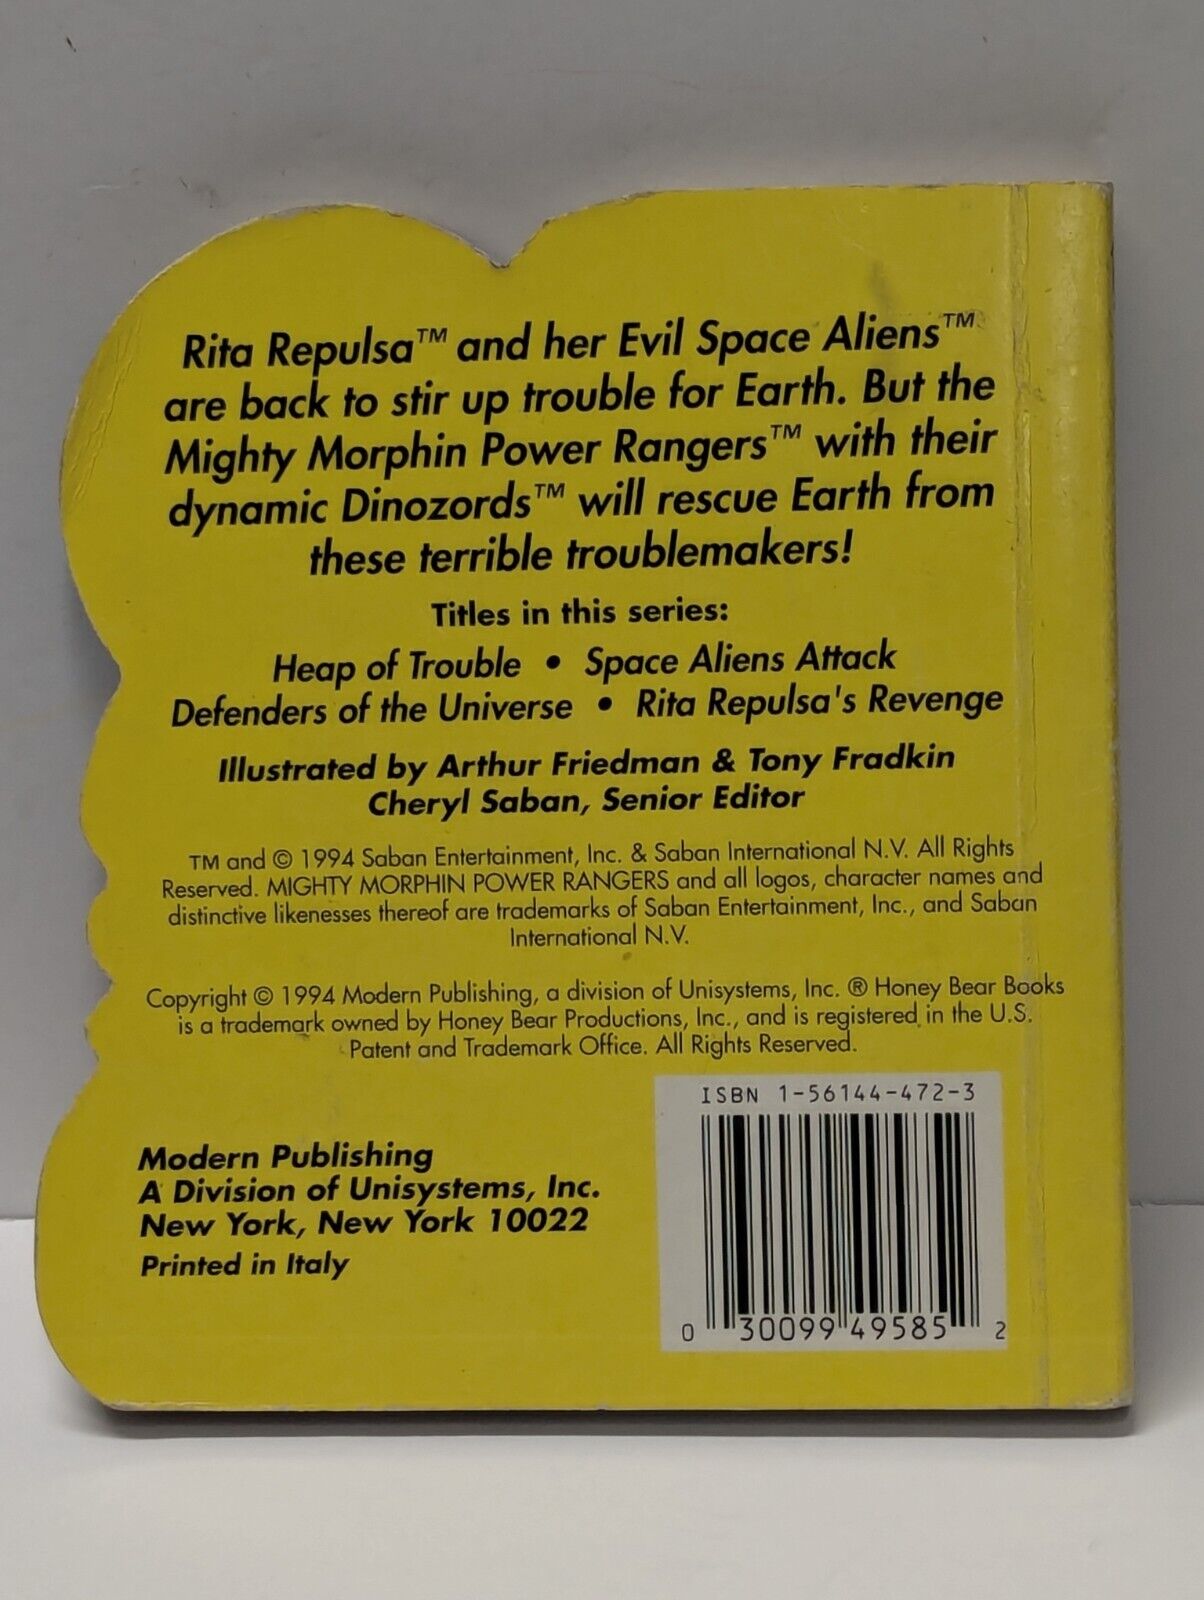 Rita Repulsa™ and her Evil Space Aliens™
are back to stir up trouble for Earth. But the
Mighty Morphin Power Rangers™ with their
dynamic Dinozords™ will rescue Earth from
these terrible troublemakers!
Titles in this series:
Heap of Trouble • Space Aliens Attack
Defenders of the Universe • Rita Repulsa's Revenge
Illustrated by Arthur Friedman & Tony Fradkin
Cheryl Saban, Senior Editor
TM and © 1994 Saban Entertainment, Inc. & Saban International N.V. All Rights
Reserved. MIGHTY MORPHIN POWER RANGERS and all logos, character names and
distinctive likenesses thereof are trademarks of Saban Entertainment, Inc., and Saban
International N.V.
Copyright © 1994 Modern Publishing, a division of Unisystems, Inc. ® Honey Bear Books
is a trademark owned by Honey Bear Productions, Inc., and is registered in the U.S.
Patent and Trademark Office. All Rights Reserved.
ISBN 1-56144-472-3
Modern Publishing
A Division of Unisystems, Inc.
New York, New York 10022
Printed in Italy
0 30099 49585 2